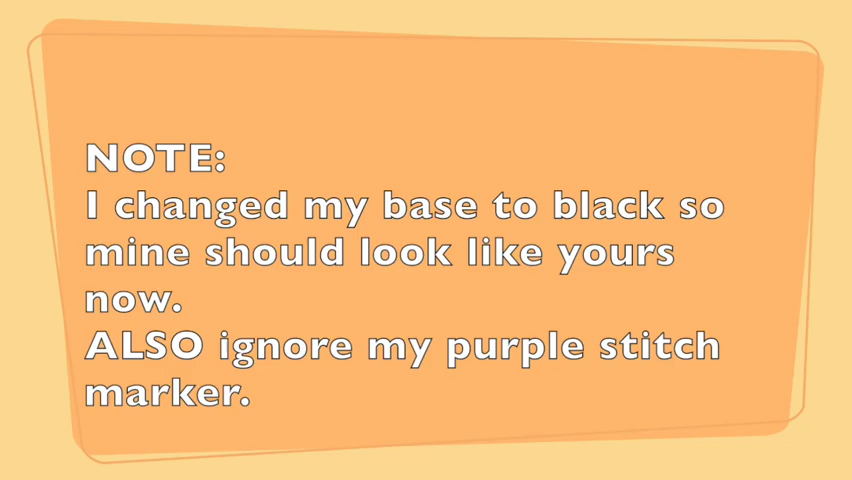 NOTE:
I changed my base to black so
mine should look like yours
now.
ALSO ignore my purple stitch
marker.